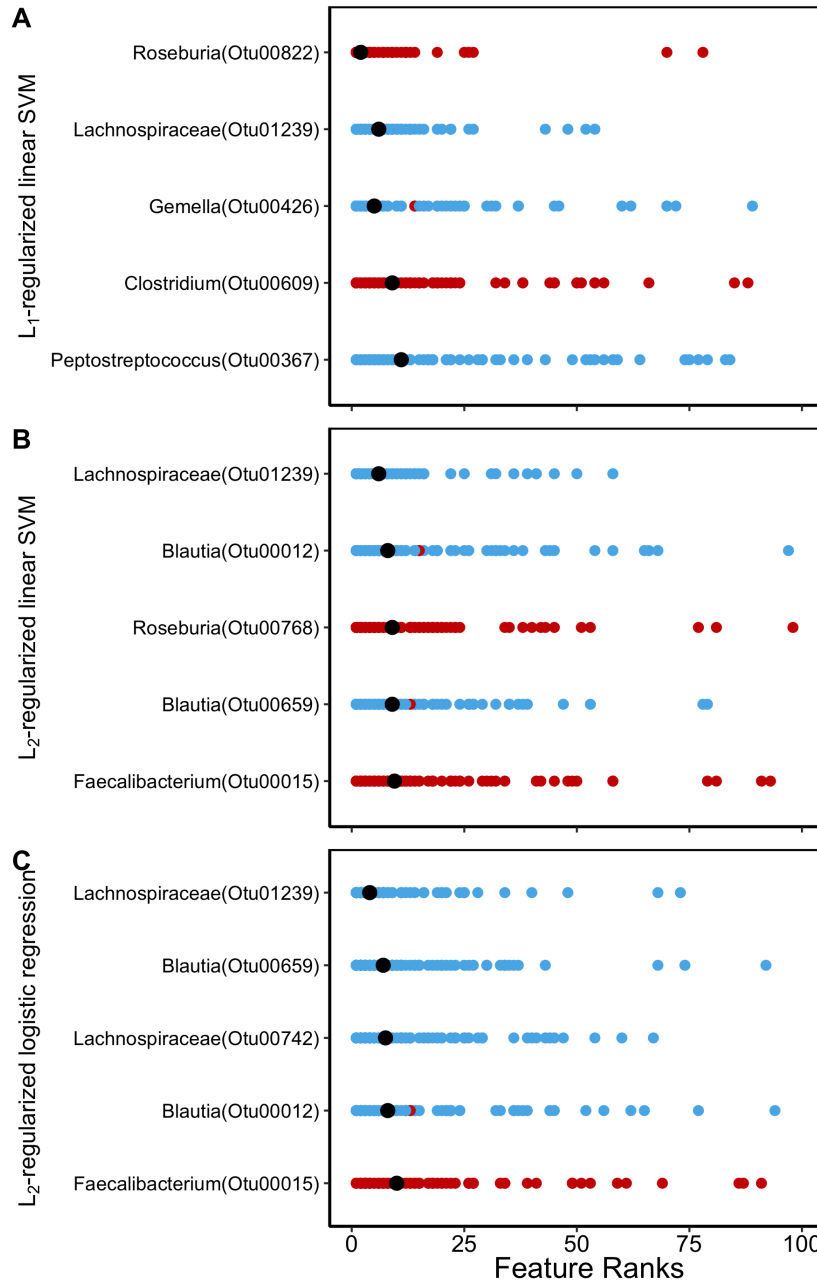 A
L₁-regularized linear SVM
Roseburia(Otu00822)
Lachnospiraceae(Otu01239)
Gemella(Otu00426)
Clostridium(Otu00609)
Peptostreptococcus(Otu00367)
B
L₂-regularized linear SVM
Lachnospiraceae(Otu01239)
Blautia(Otu00012)
Roseburia(Otu00768)
Blautia(Otu00659)
Faecalibacterium(Otu00015)
C
L₂-regularized logistic regression
Lachnospiraceae(Otu01239)
Blautia(Otu00659)
Lachnospiraceae(Otu00742)
Blautia(Otu00012)
Faecalibacterium(Otu00015)
0 25 50 75 100
Feature Ranks